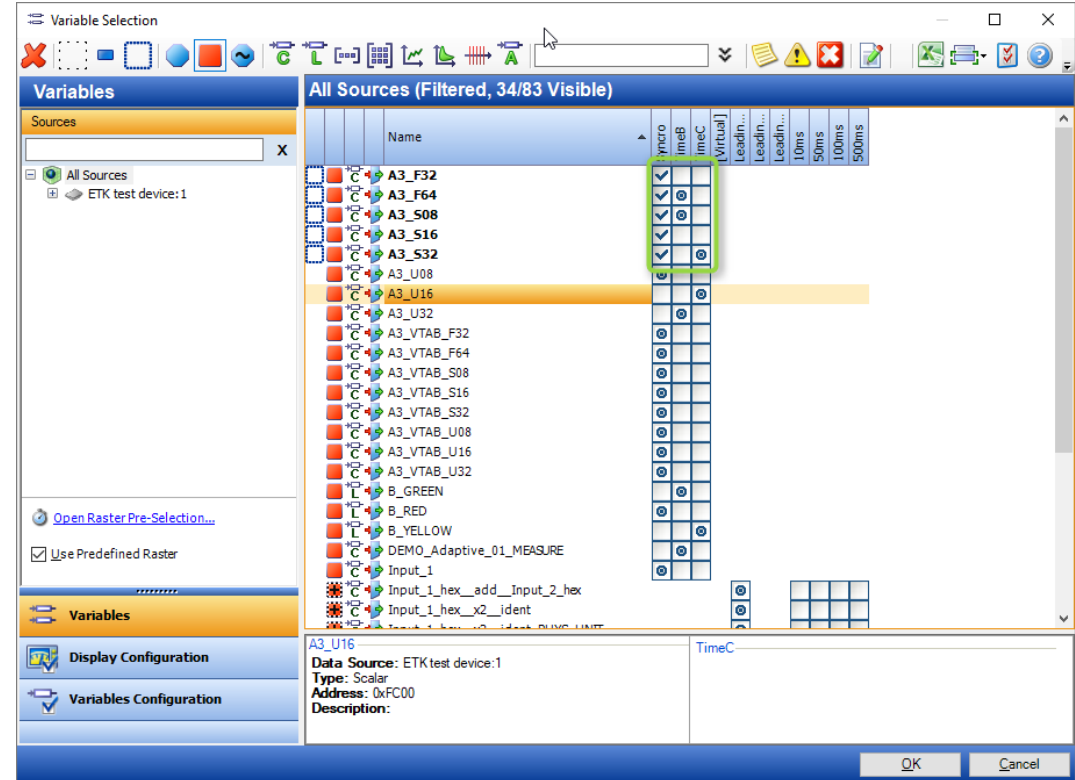 Variable Selection
Variables
All Sources (Filtered, 34/83 Visible)
Sources
X
All Sources
ETK test device:1
Name
Syncro
TimeB
TimeC
[Virtual]
Leadin...
Leadin...
Leadin...
10ms
50ms
100ms
500ms
A3_F32
A3_F64
A3_S08
A3_S16
A3_S32
A3_U08
A3_U16
A3_U32
A3_VTAB_F32
A3_VTAB_F64
A3_VTAB_S08
A3_VTAB_S16
A3_VTAB_S32
A3_VTAB_U08
A3_VTAB_U16
A3_VTAB_U32
B_GREEN
B_RED
B_YELLOW
DEMO_Adaptive_01_MEASURE
Input_1
Input_1_hex__add__Input_2_hex
Input_1_hex__x2__ident
Open Raster Pre-Selection...
Use Predefined Raster
Variables
Display Configuration
Variables Configuration
A3_U16
Data Source: ETK test device:1
Type: Scalar
Address: 0xFC00
Description:
TimeC
OK
Cancel